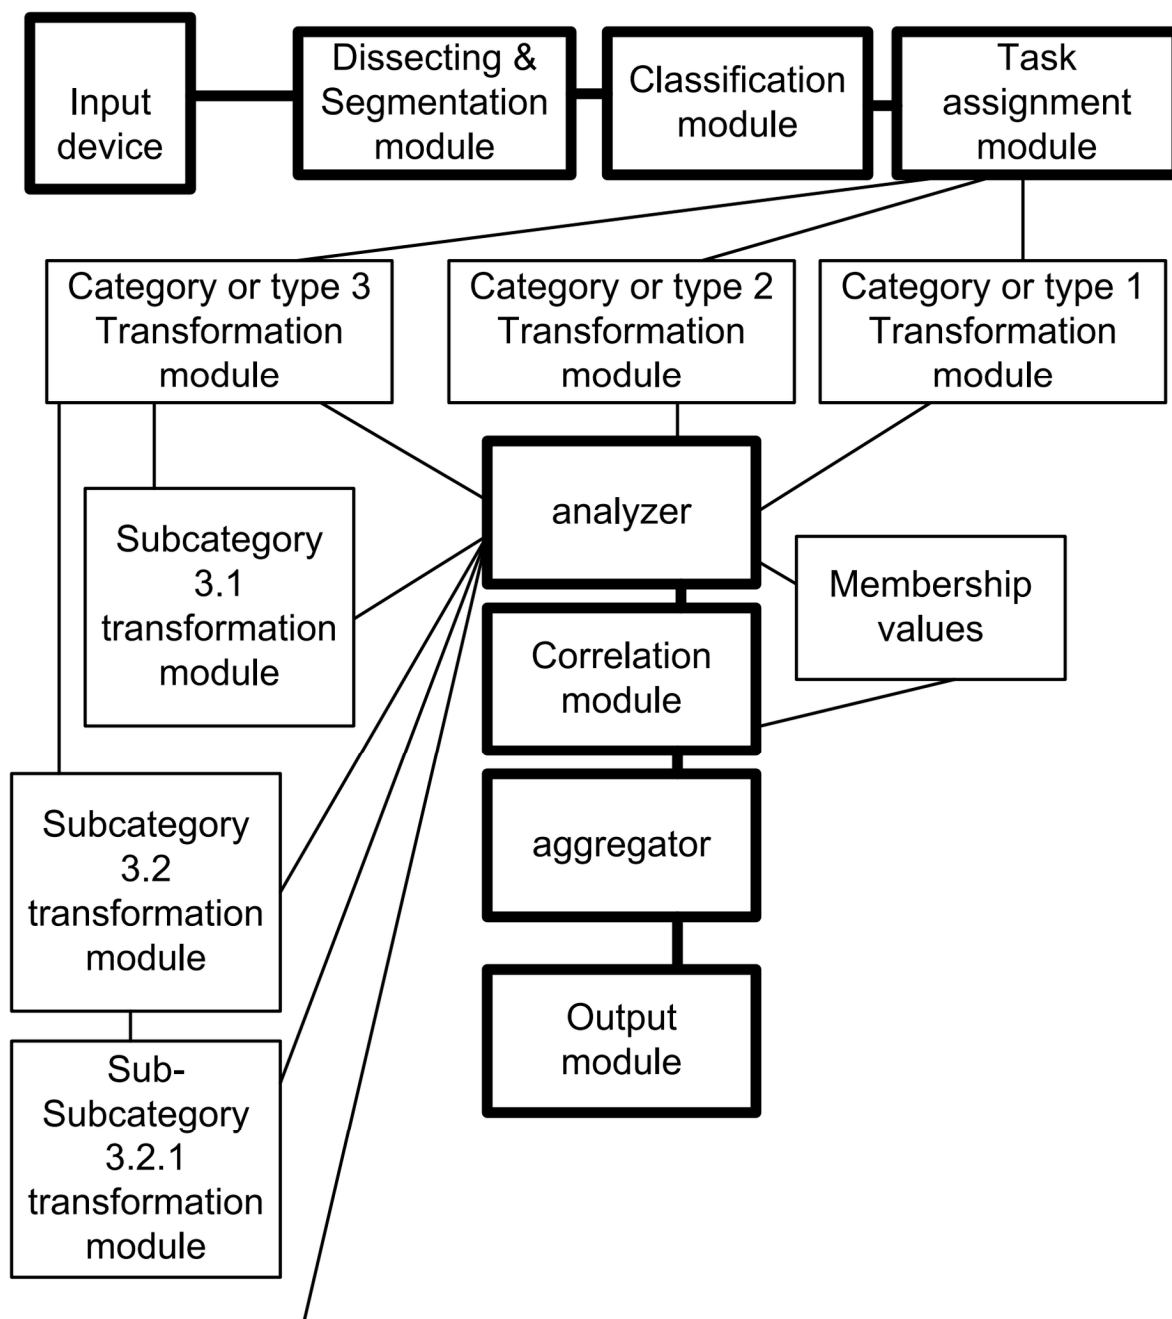 Input
device
Dissecting &
Segmentation
module
Classification
module
Task
assignment
module
Category or type 3
Transformation
module
Category or type 2
Transformation
module
Category or type 1
Transformation
module
analyzer
Subcategory
3.1
transformation
module
Membership
values
Correlation
module
Subcategory
3.2
transformation
module
aggregator
Output
module
Sub-
Subcategory
3.2.1
transformation
module